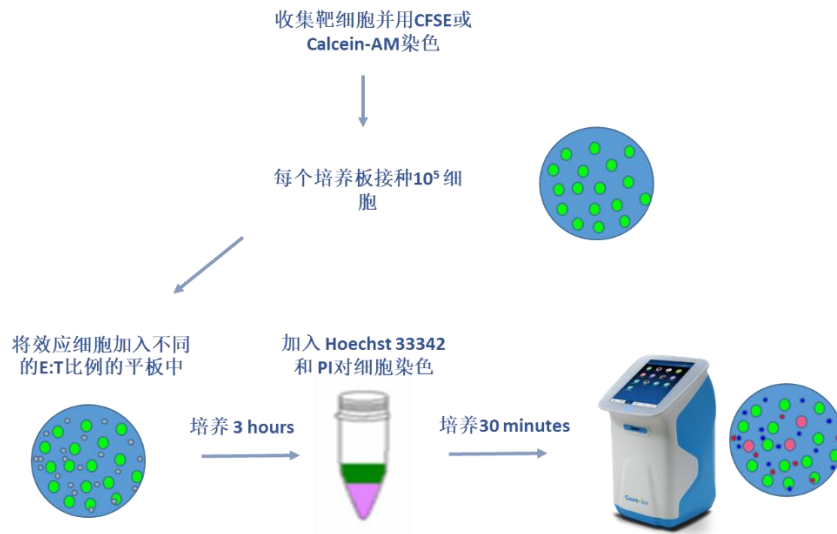 收集靶细胞并用CFSE或
Calcein-AM染色
每个培养板接种10⁵ 细
胞
将效应细胞加入不同
的E:T比例的平板中
加入 Hoechst 33342
和 PI对细胞染色
培养 3 hours
培养30 minutes